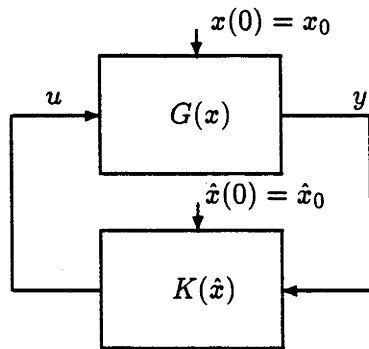 x(0) = x₀
u
y
G(x)
x̂(0) = x̂₀
K(x̂)